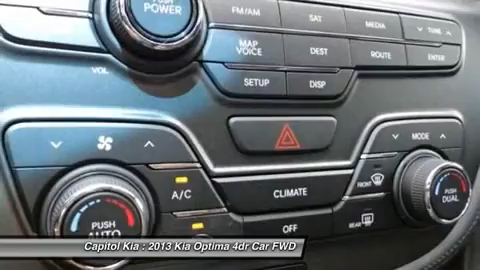 PUSH
POWER
FM/AM
SAT
MEDIA
TUNE
MAP
VOICE
DEST
ROUTE
ENTER
VOL
SETUP
DISP
MODE
A/C
CLIMATE
FRONT
PUSH
AUTO
OFF
REAR
PUSH
DUAL
Capitol Kia : 2013 Kia Optima 4dr Car FWD